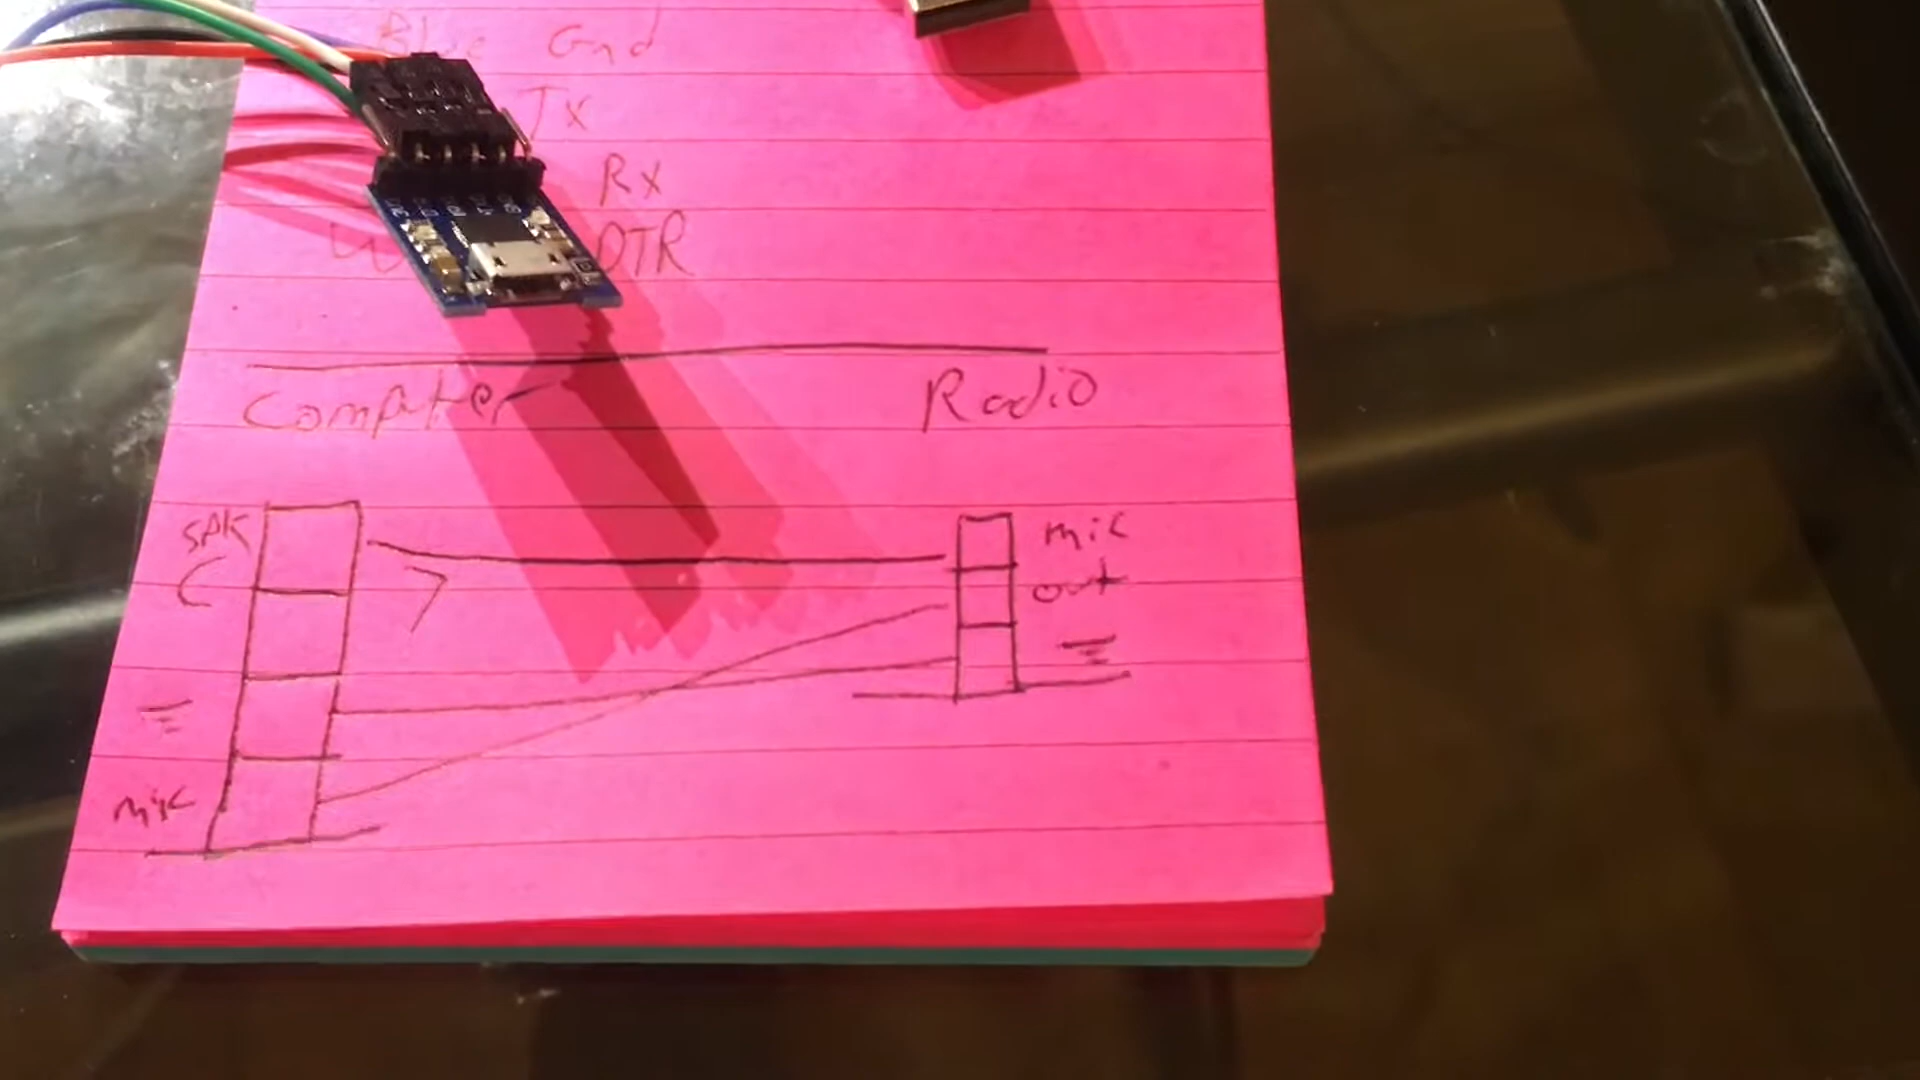 Blue Gnd
Tx
Rx
DTR
Computer Radio
SPK mic
out
mic